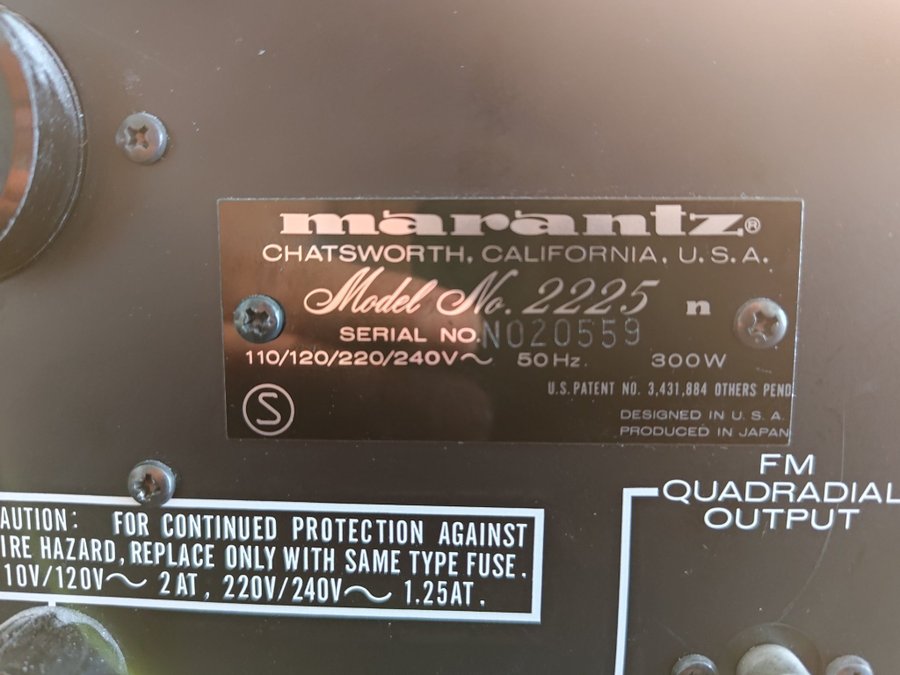 marantz®
CHATSWORTH, CALIFORNIA, U.S.A.
Model No. 2225 n
SERIAL NO. N020559
110/120/220/240V~ 50Hz. 300W
U.S. PATENT NO. 3,431,884 OTHERS PEND
S
DESIGNED IN U.S.A.
PRODUCED IN JAPAN
AUTION: FOR CONTINUED PROTECTION AGAINST
IRE HAZARD, REPLACE ONLY WITH SAME TYPE FUSE.
10V/120V~ 2AT, 220V/240V~ 1.25AT.
FM
QUADRADIAL
OUTPUT